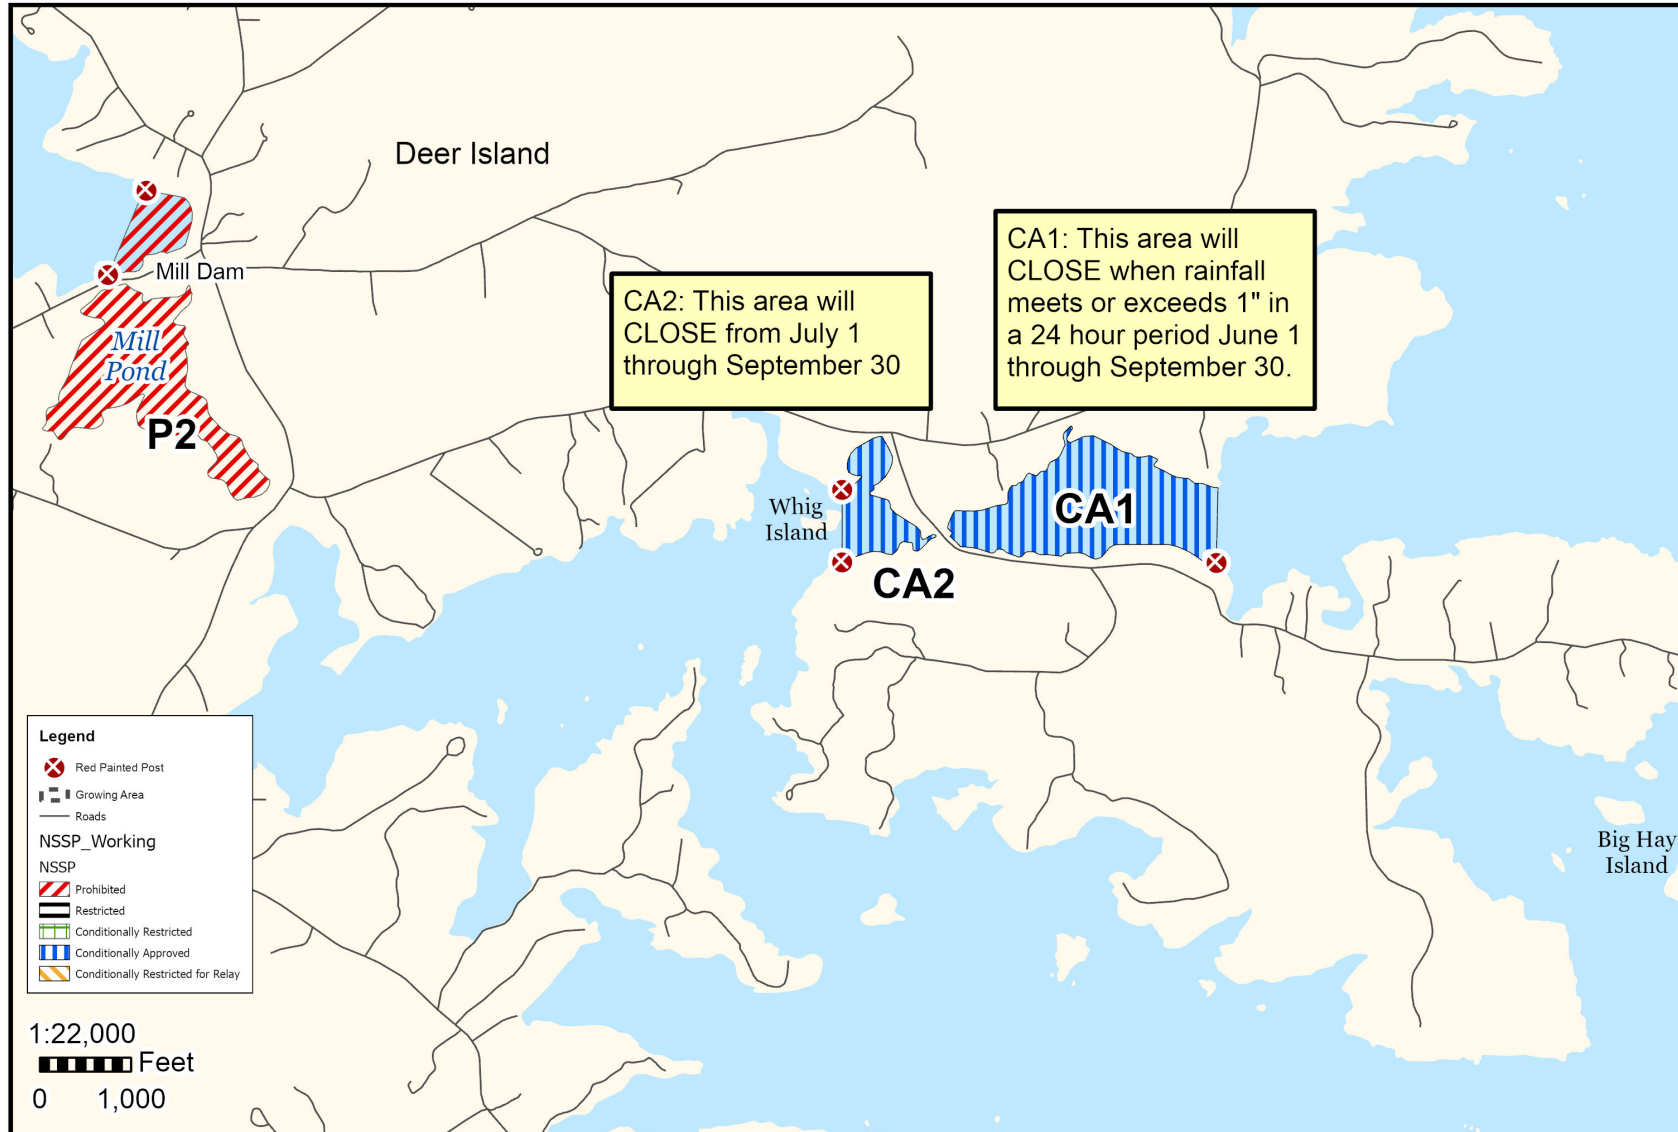 Deer Island
CA1: This area will
CLOSE when rainfall
meets or exceeds 1" in
a 24 hour period June 1
through September 30.
Mill Dam
CA2: This area will
CLOSE from July 1
through September 30
Mill
Pond
P2
Whig
Island
CA1
CA2
Legend
Red Painted Post
Growing Area
Roads
NSSP_Working
NSSP
Prohibited
Restricted
Conditionally Restricted
Conditionally Approved
Conditionally Restricted for Relay
Big Hay
Island
1:22,000
Feet
0 1,000